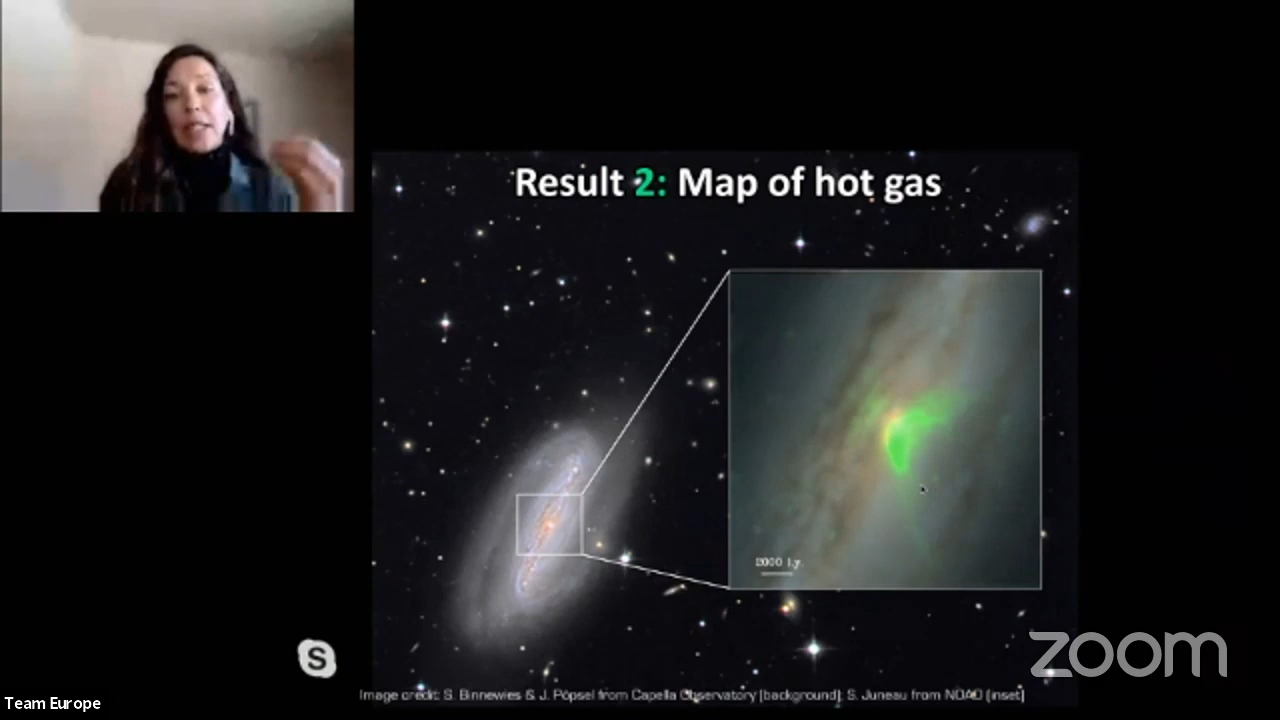 Result 2: Map of hot gas
2000 l.y.
S
zoom
Image credit: S. Binnewies & J. Pöpsel from Capella Observatory [background]; S. Juneau from NOAO [inset]
Team Europe